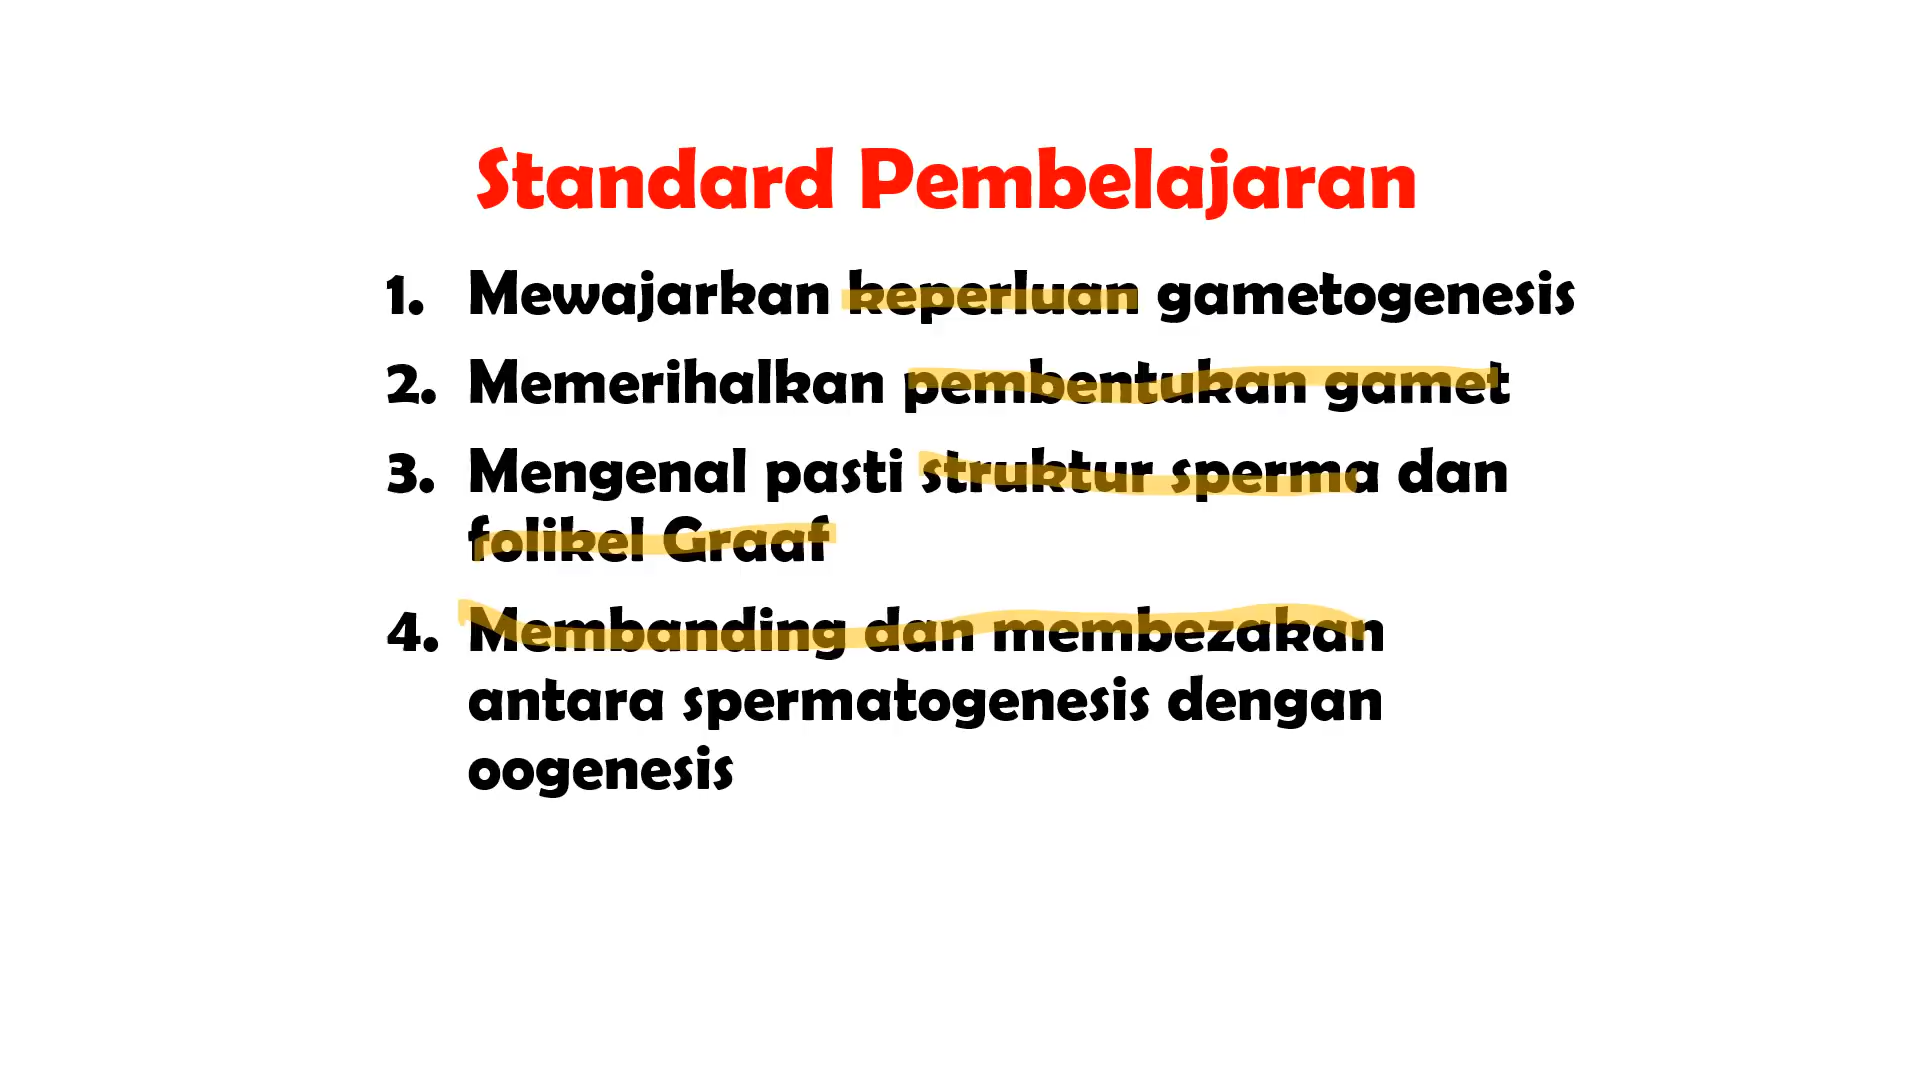 Standard Pembelajaran
1. Mewajarkan keperluan gametogenesis
2. Memerihalkan pembentukan gamet
3. Mengenal pasti struktur sperma dan
folikel Graaf
4. Membanding dan membezakan
antara spermatogenesis dengan
oogenesis